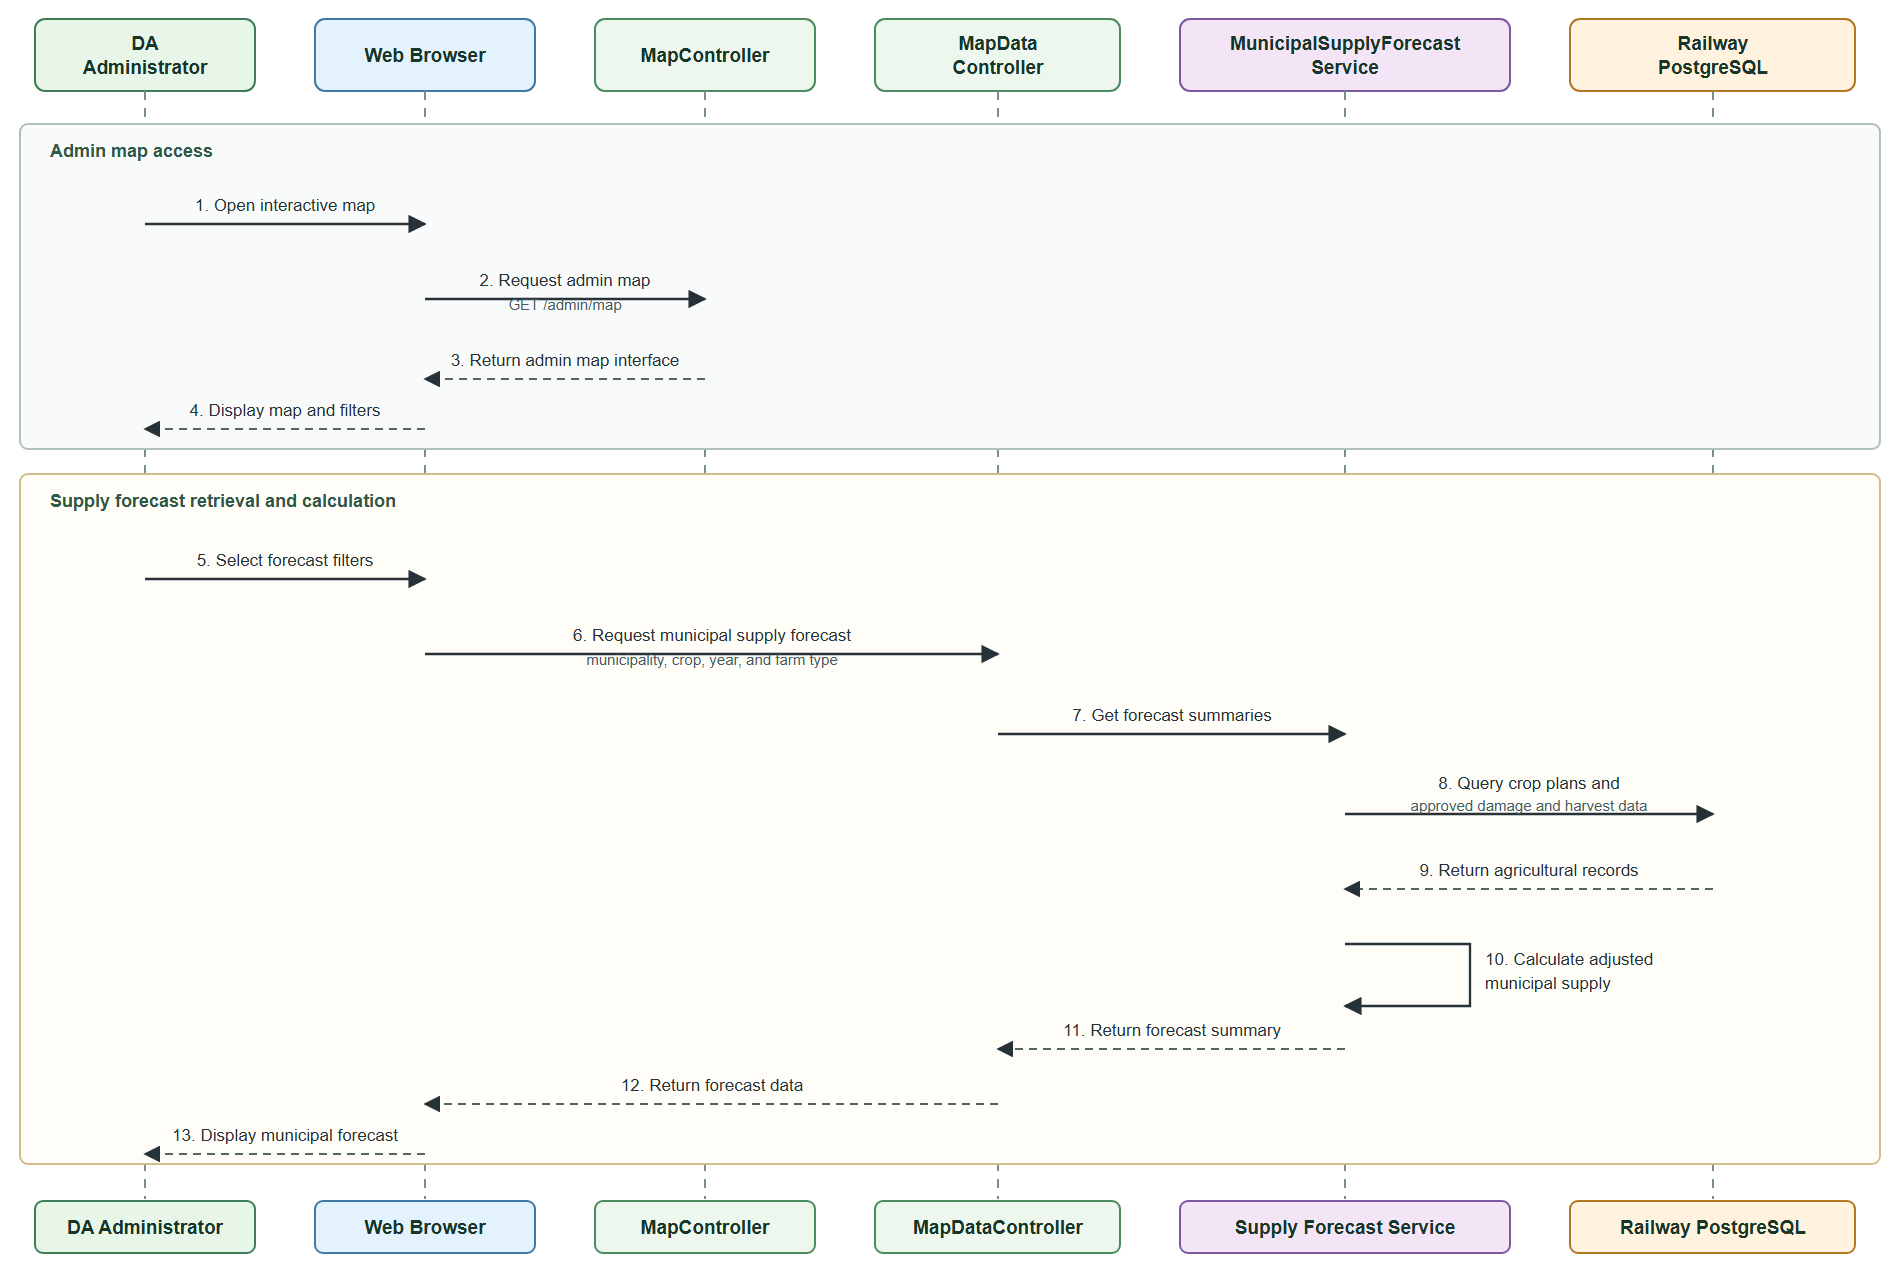 DA
Administrator
Web Browser
MapController
MapData
Controller
MunicipalSupplyForecast
Service
Railway
PostgreSQL
Admin map access
1. Open interactive map
2. Request admin map
GET /admin/map
3. Return admin map interface
4. Display map and filters
Supply forecast retrieval and calculation
5. Select forecast filters
6. Request municipal supply forecast
municipality, crop, year, and farm type
7. Get forecast summaries
8. Query crop plans and
approved damage and harvest data
9. Return agricultural records
10. Calculate adjusted
municipal supply
11. Return forecast summary
12. Return forecast data
13. Display municipal forecast
DA Administrator
Web Browser
MapController
MapDataController
Supply Forecast Service
Railway PostgreSQL